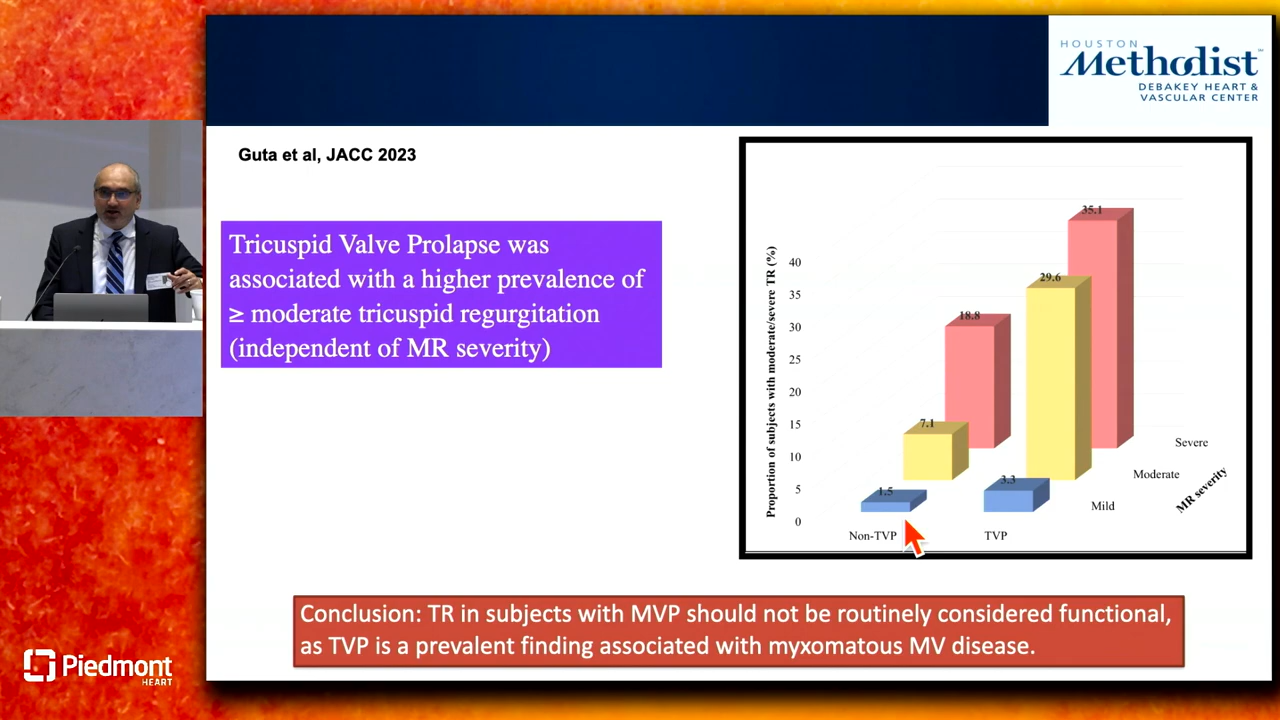 HOUSTON
Methodist
DEBAKEY HEART &
VASCULAR CENTER
Guta et al, JACC 2023
Tricuspid Valve Prolapse was
associated with a higher prevalence of
≥ moderate tricuspid regurgitation
(independent of MR severity)
Proportion of subjects with moderate/severe TR (%)
40
35
30
25
20
15
10
5
0
35.1
29.6
18.8
7.1
3.3
1.5
Severe
Moderate
Mild
MR severity
Non-TVP
TVP
Conclusion: TR in subjects with MVP should not be routinely considered functional,
as TVP is a prevalent finding associated with myxomatous MV disease.
Piedmont
HEART